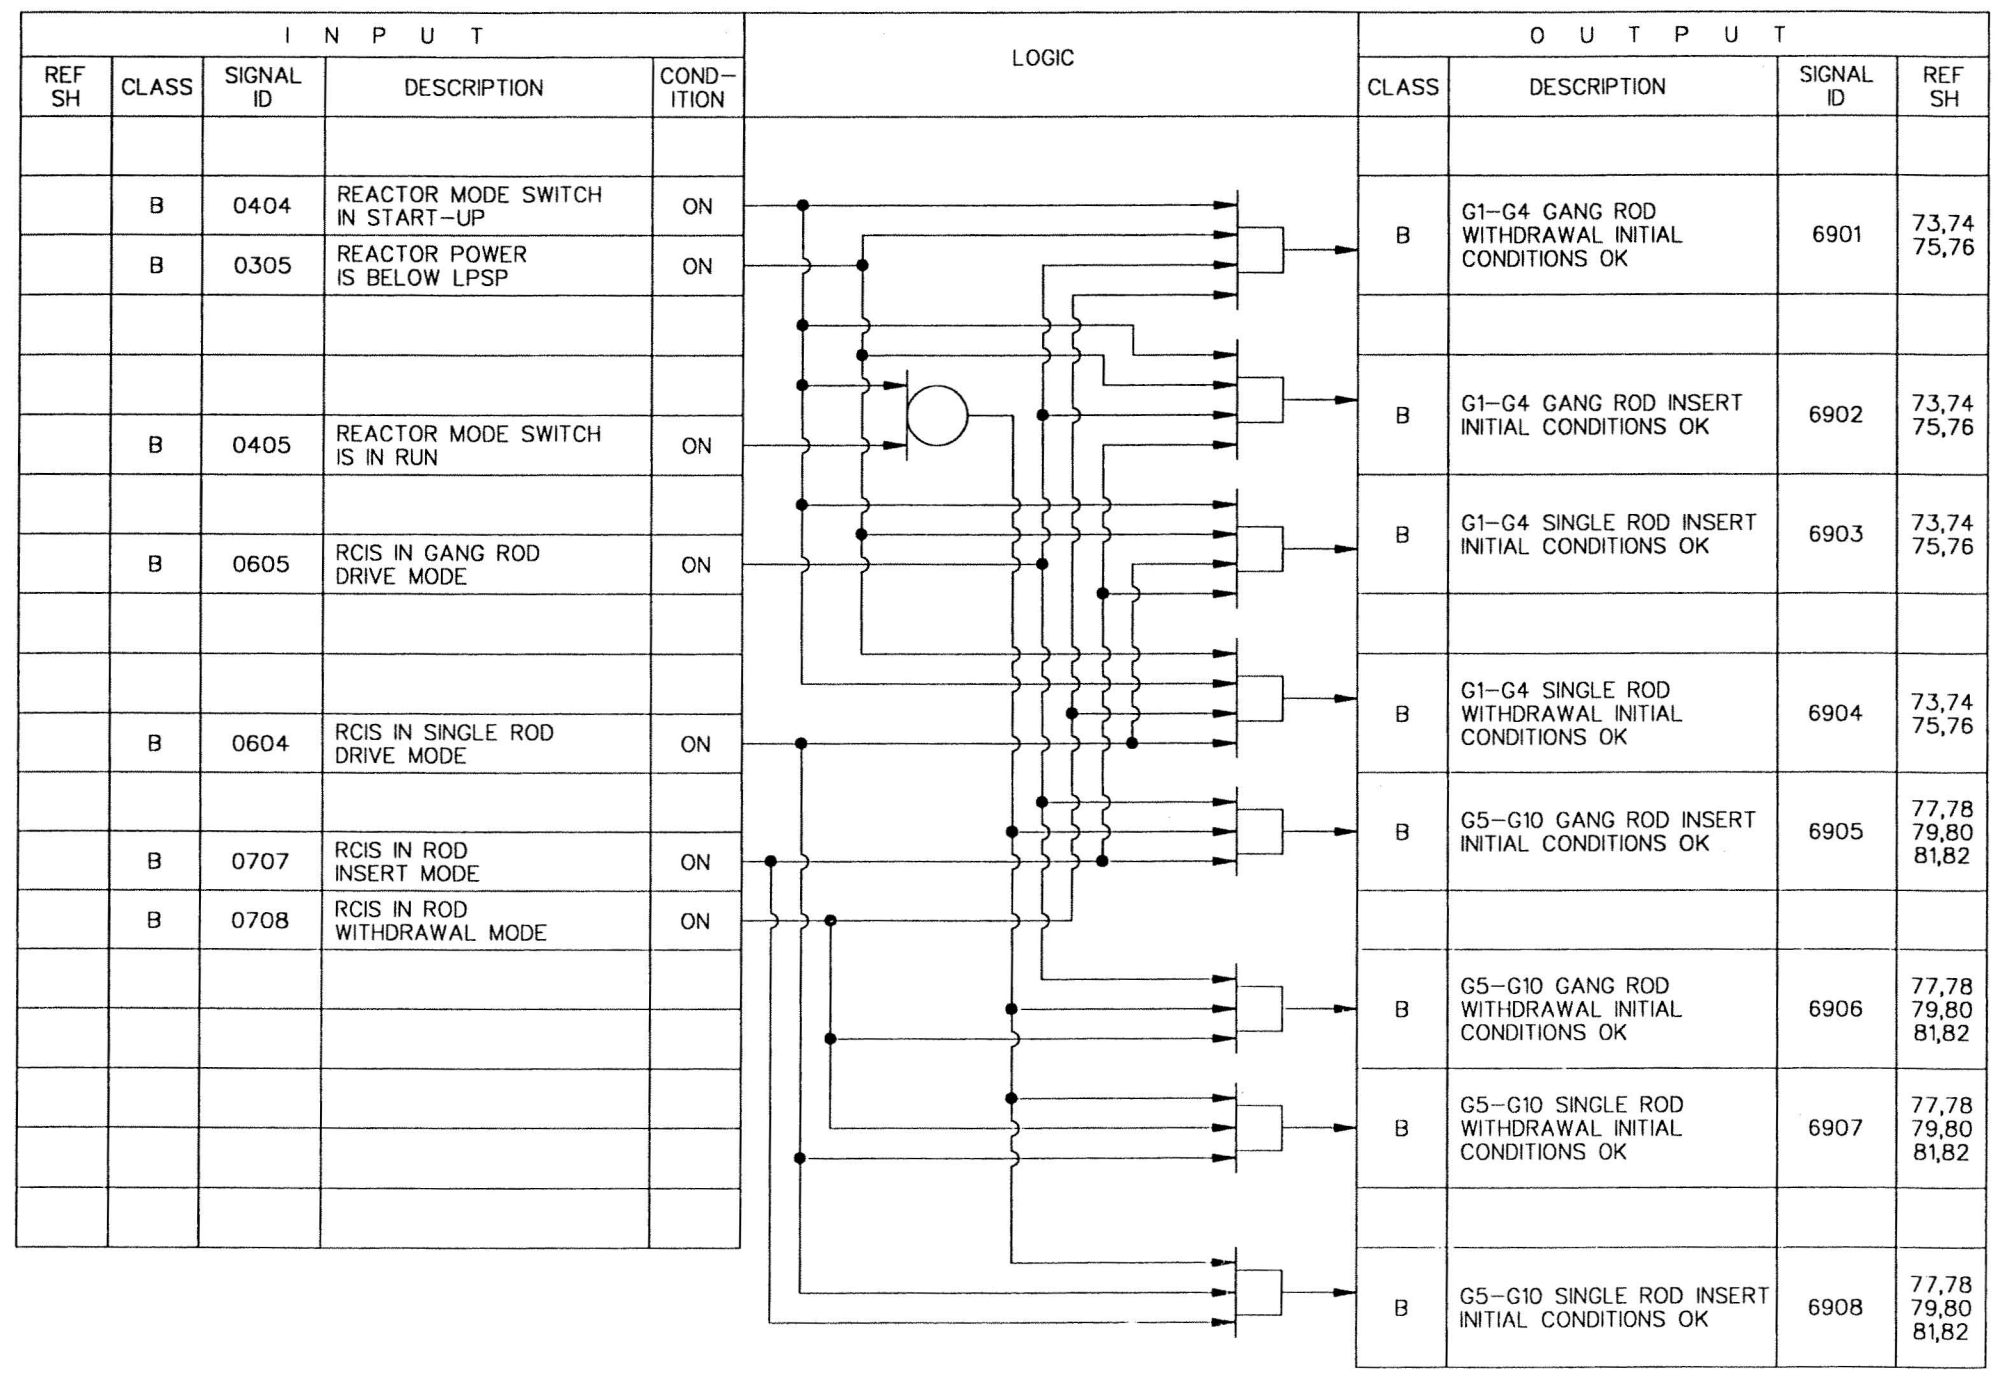 I N P U T
LOGIC
O U T P U T
REF
SH
CLASS
SIGNAL
ID
DESCRIPTION
COND-
ITION
CLASS
DESCRIPTION
SIGNAL
ID
REF
SH
B
0404
REACTOR MODE SWITCH
IN START-UP
ON
B
0305
REACTOR POWER
IS BELOW LPSP
ON
B
0405
REACTOR MODE SWITCH
IS IN RUN
ON
B
0605
RCIS IN GANG ROD
DRIVE MODE
ON
B
0604
RCIS IN SINGLE ROD
DRIVE MODE
ON
B
0707
RCIS IN ROD
INSERT MODE
ON
B
0708
RCIS IN ROD
WITHDRAWAL MODE
ON
B
G1-G4 GANG ROD
WITHDRAWAL INITIAL
CONDITIONS OK
6901
73,74
75,76
B
G1-G4 GANG ROD INSERT
INITIAL CONDITIONS OK
6902
73,74
75,76
B
G1-G4 SINGLE ROD INSERT
INITIAL CONDITIONS OK
6903
73,74
75,76
B
G1-G4 SINGLE ROD
WITHDRAWAL INITIAL
CONDITIONS OK
6904
73,74
75,76
B
G5-G10 GANG ROD INSERT
INITIAL CONDITIONS OK
6905
77,78
79,80
81,82
B
G5-G10 GANG ROD
WITHDRAWAL INITIAL
CONDITIONS OK
6906
77,78
79,80
81,82
B
G5-G10 SINGLE ROD
WITHDRAWAL INITIAL
CONDITIONS OK
6907
77,78
79,80
81,82
B
G5-G10 SINGLE ROD INSERT
INITIAL CONDITIONS OK
6908
77,78
79,80
81,82